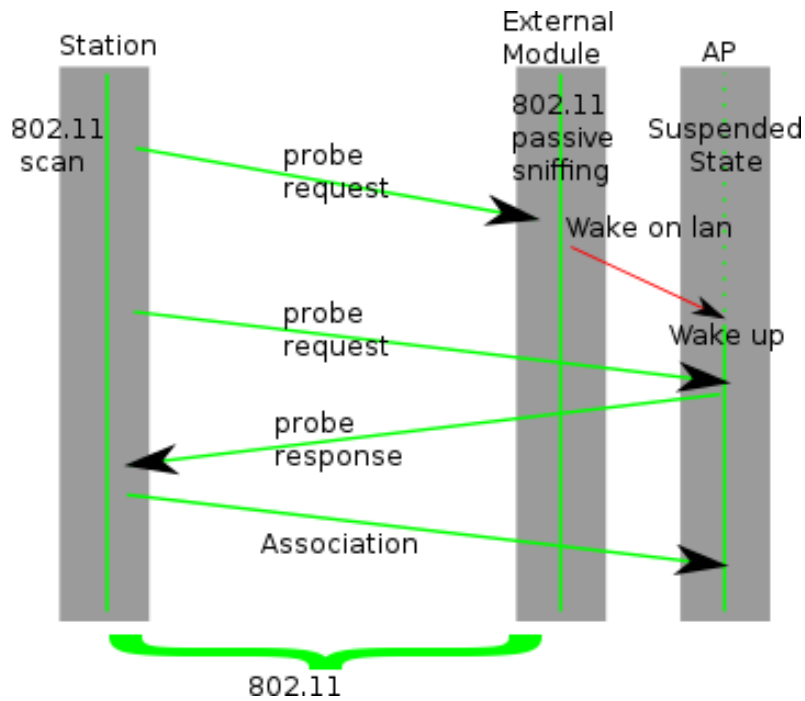 Station
External
Module
AP
802.11
scan
802.11
passive
sniffing
Suspended
State
probe
request
Wake on lan
probe
request
Wake up
probe
response
Association
802.11